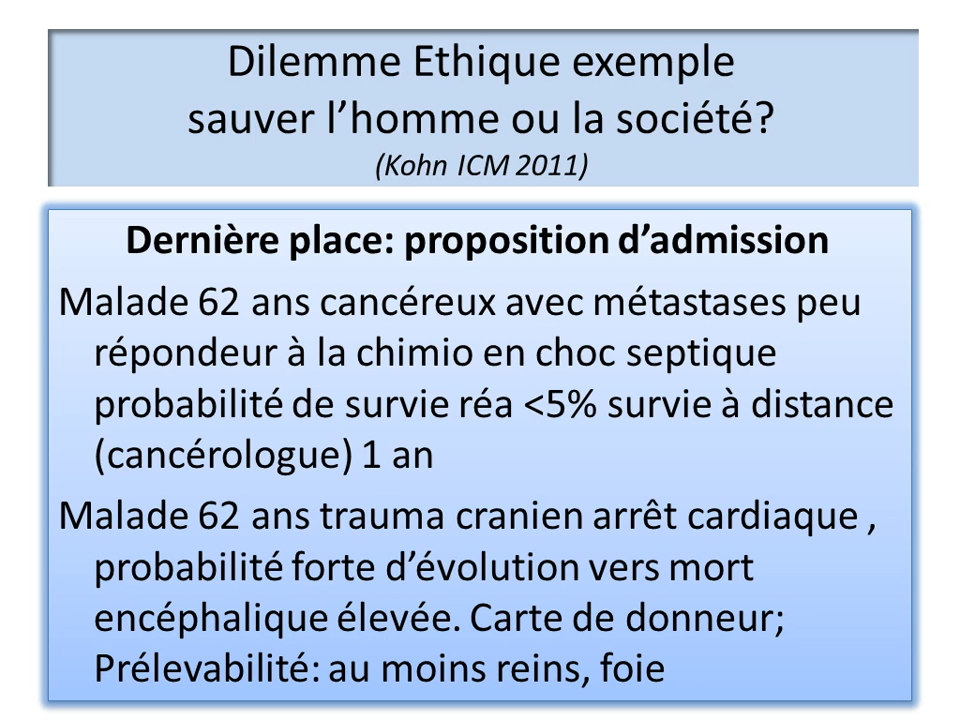 Dilemme Ethique exemple
sauver l’homme ou la société?
(Kohn ICM 2011)
Dernière place: proposition d’admission
Malade 62 ans cancéreux avec métastases peu
répondeur à la chimio en choc septique
probabilité de survie réa <5% survie à distance
(cancérologue) 1 an
Malade 62 ans trauma cranien arrêt cardiaque ,
probabilité forte d’évolution vers mort
encéphalique élevée. Carte de donneur;
Prélevabilité: au moins reins, foie